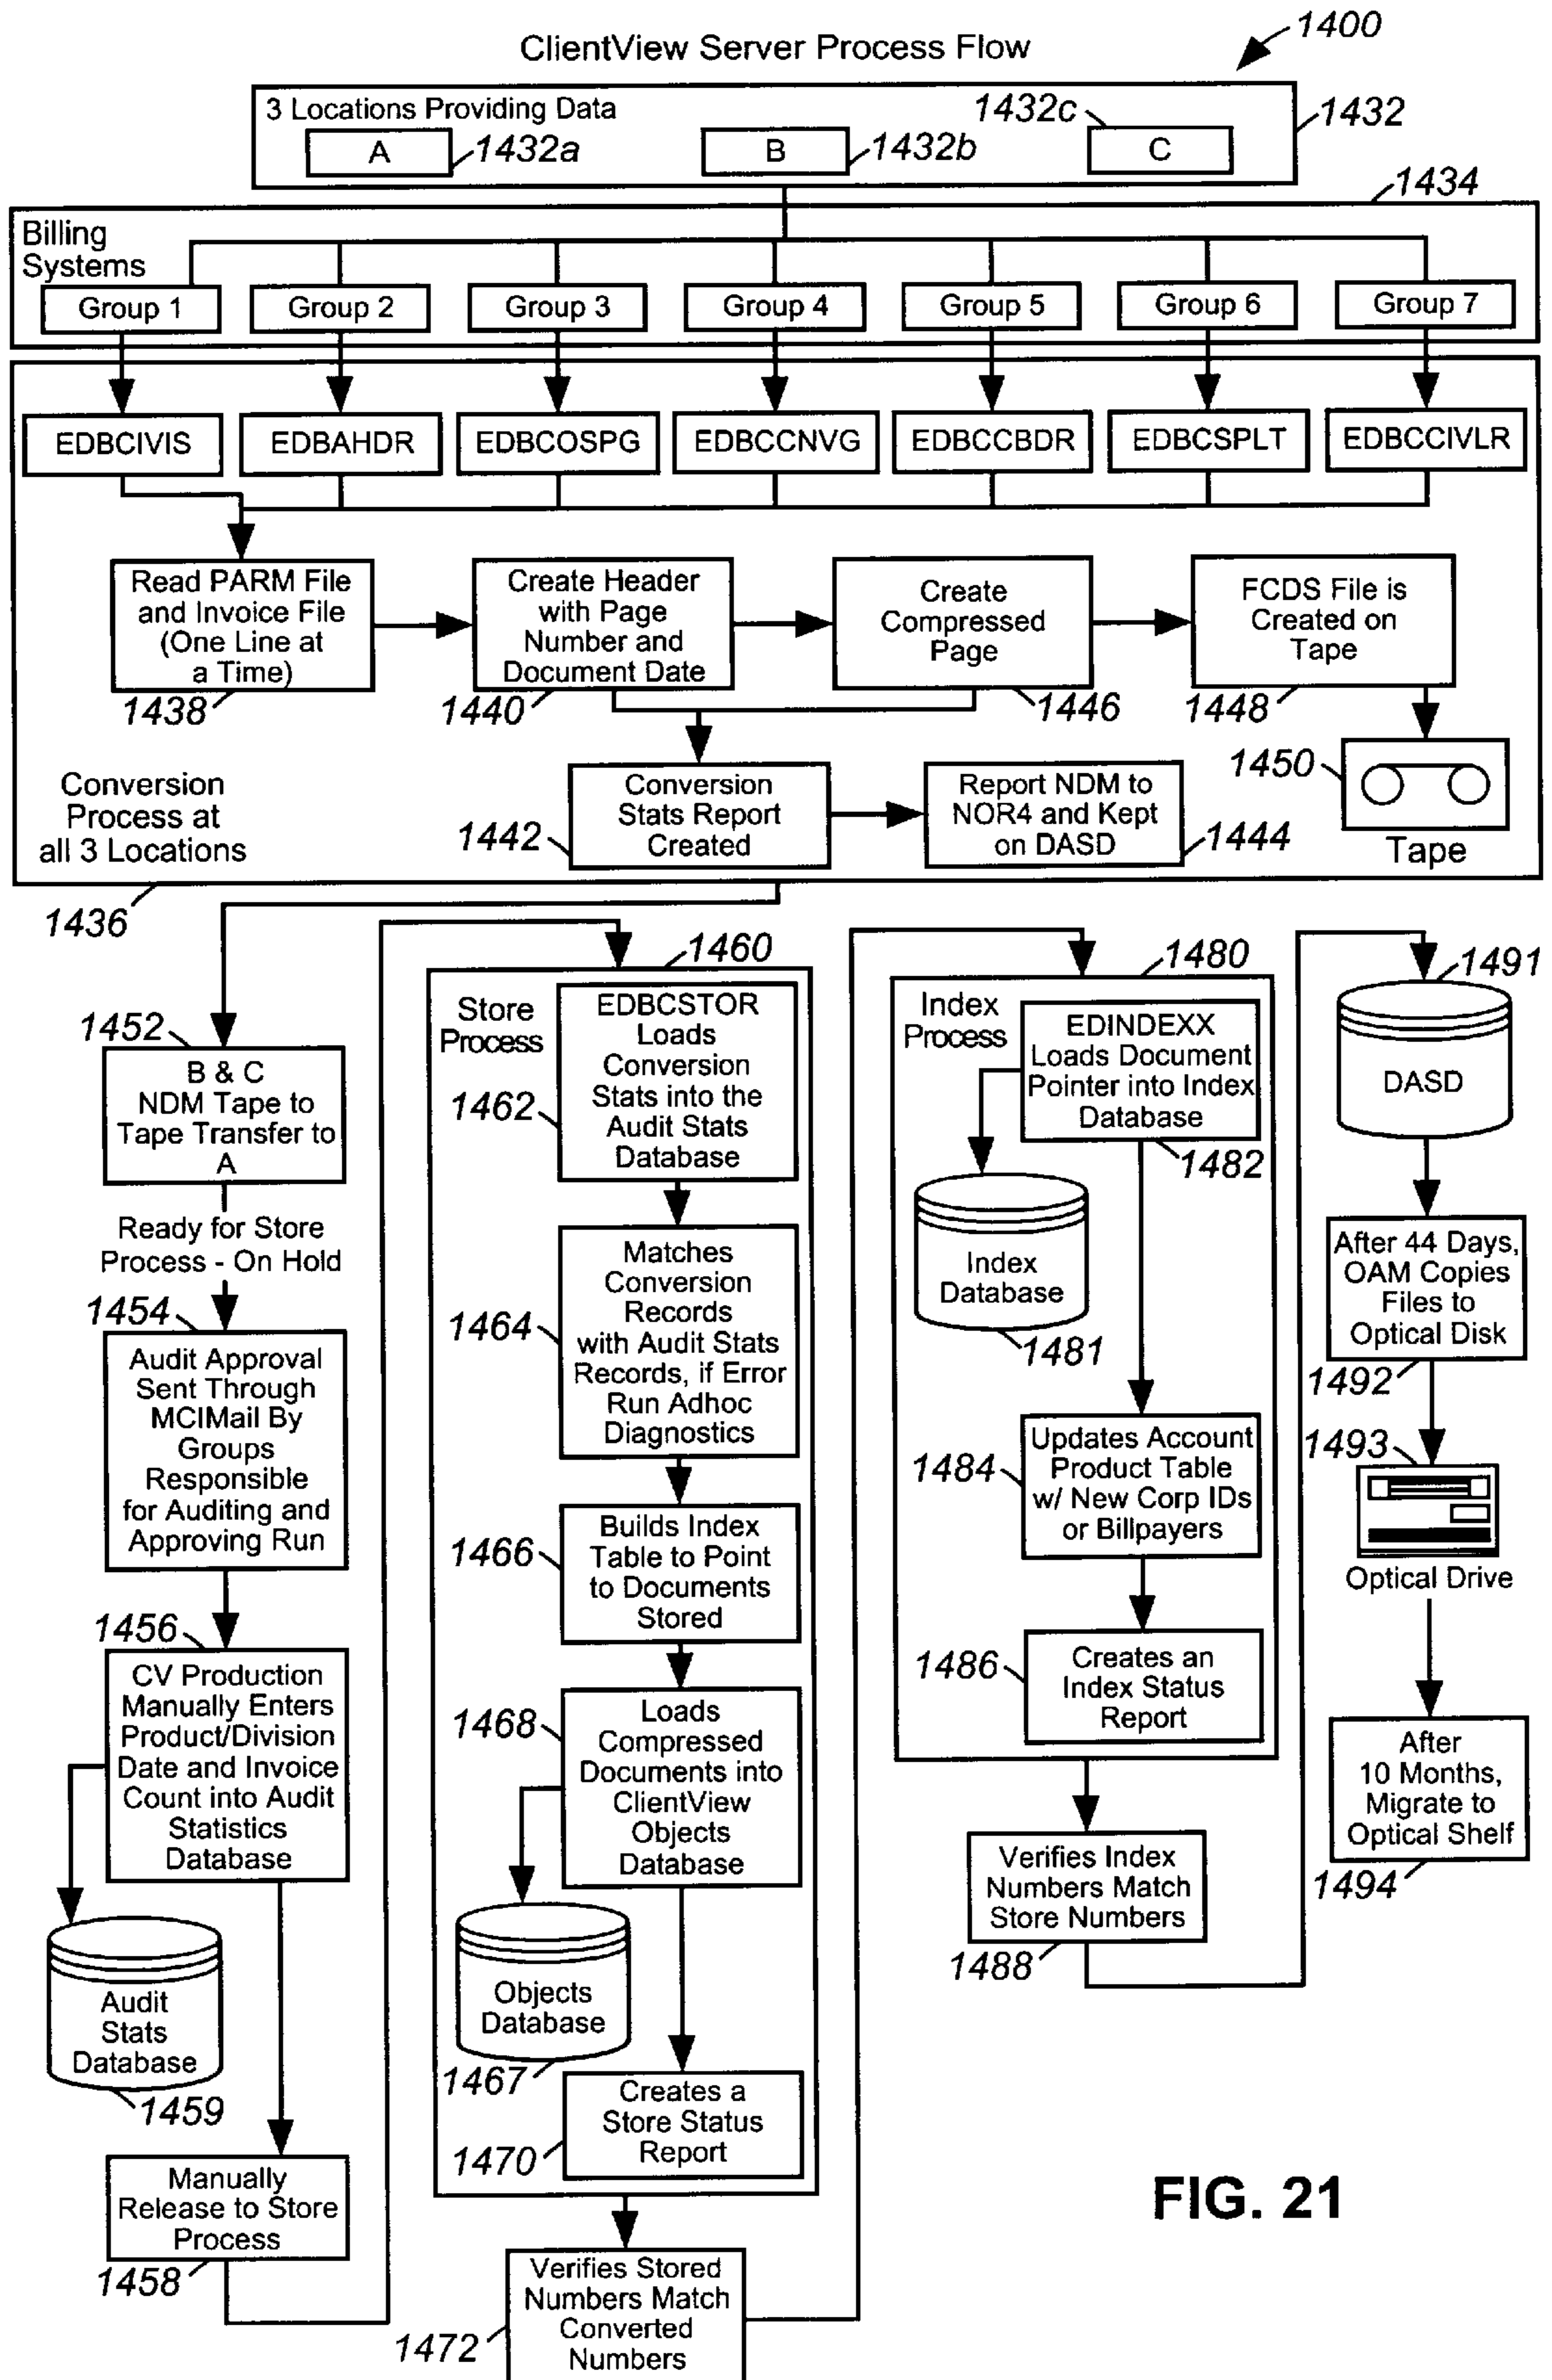 ClientView Server Process Flow
1400
3 Locations Providing Data
A
1432a
B
1432b
1432c
C
1432
1434
Billing
Systems
Group 1
Group 2
Group 3
Group 4
Group 5
Group 6
Group 7
EDBCIVIS
EDBAHDR
EDBCOSPG
EDBCCNVG
EDBCCBDR
EDBCSPLT
EDBCCIVLR
Read PARM File
and Invoice File
(One Line at
a Time)
1438
Create Header
with Page
Number and
Document Date
1440
Create
Compressed
Page
1446
FCDS File is
Created on
Tape
1448
1450
Tape
Conversion
Process at
all 3 Locations
1442
Conversion
Stats Report
Created
Report NDM to
NOR4 and Kept
on DASD
1444
1436
1452
B & C
NDM Tape to
Tape Transfer to
A
Ready for Store
Process - On Hold
1454
Audit Approval
Sent Through
MCIMail By
Groups
Responsible
for Auditing and
Approving Run
1456
CV Production
Manually Enters
Product/Division
Date and Invoice
Count into Audit
Statistics
Database
Audit
Stats
Database
1459
Manually
Release to Store
Process
1458
1460
Store
Process
EDBCSTOR
Loads
Conversion
Stats into the
Audit Stats
Database
1462
Matches
Conversion
Records
with Audit Stats
Records, if Error
Run Adhoc
Diagnostics
1464
Builds Index
Table to Point
to Documents
Stored
1466
Loads
Compressed
Documents into
ClientView
Objects
Database
1468
Objects
Database
1467
Creates a
Store Status
Report
1470
Verifies Stored
Numbers Match
Converted
Numbers
1472
1480
Index
Process
EDINDEXX
Loads Document
Pointer into Index
Database
1482
Index
Database
1481
Updates Account
Product Table
w/ New Corp IDs
or Billpayers
1484
Creates an
Index Status
Report
1486
Verifies Index
Numbers Match
Store Numbers
1488
1491
DASD
After 44 Days,
OAM Copies
Files to
Optical Disk
1492
1493
Optical Drive
After
10 Months,
Migrate to
Optical Shelf
1494
FIG. 21